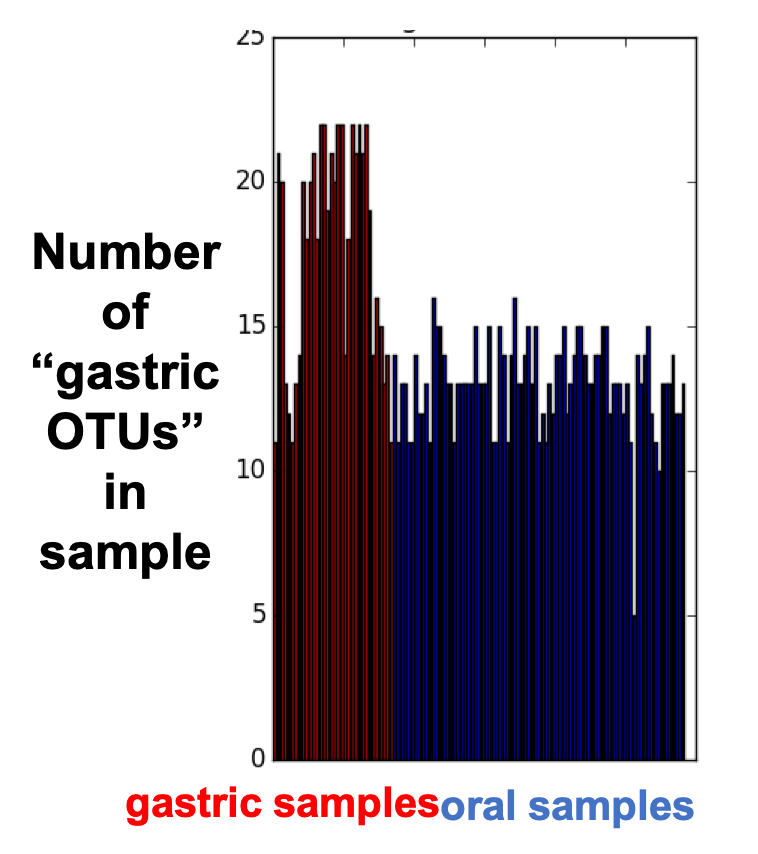 25
20
15
10
5
0
Number
of
“gastric
OTUs”
in
sample
gastric samples
oral samples